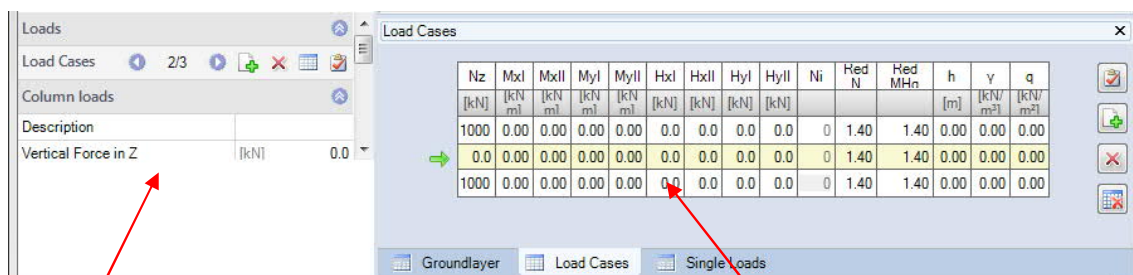 Loads
Load Cases 2/3
Column loads
Description
Vertical Force in Z [kN] 0.0
Load Cases
Nz MxI MxII MyI MyII HxI HxII HyI HyII Ni Red N Red MHq h γ q
[kN] [kN m] [kN m] [kN m] [kN m] [kN] [kN] [kN] [kN] [m] [kN/m³] [kN/m²]
1000 0.00 0.00 0.00 0.00 0.0 0.0 0.0 0.0 0 1.40 1.40 0.00 0.00 0.00
0.0 0.00 0.00 0.00 0.00 0.0 0.0 0.0 0.0 0 1.40 1.40 0.00 0.00 0.00
1000 0.00 0.00 0.00 0.00 0.0 0.0 0.0 0.0 0 1.40 1.40 0.00 0.00 0.00
Groundlayer Load Cases Single Loads